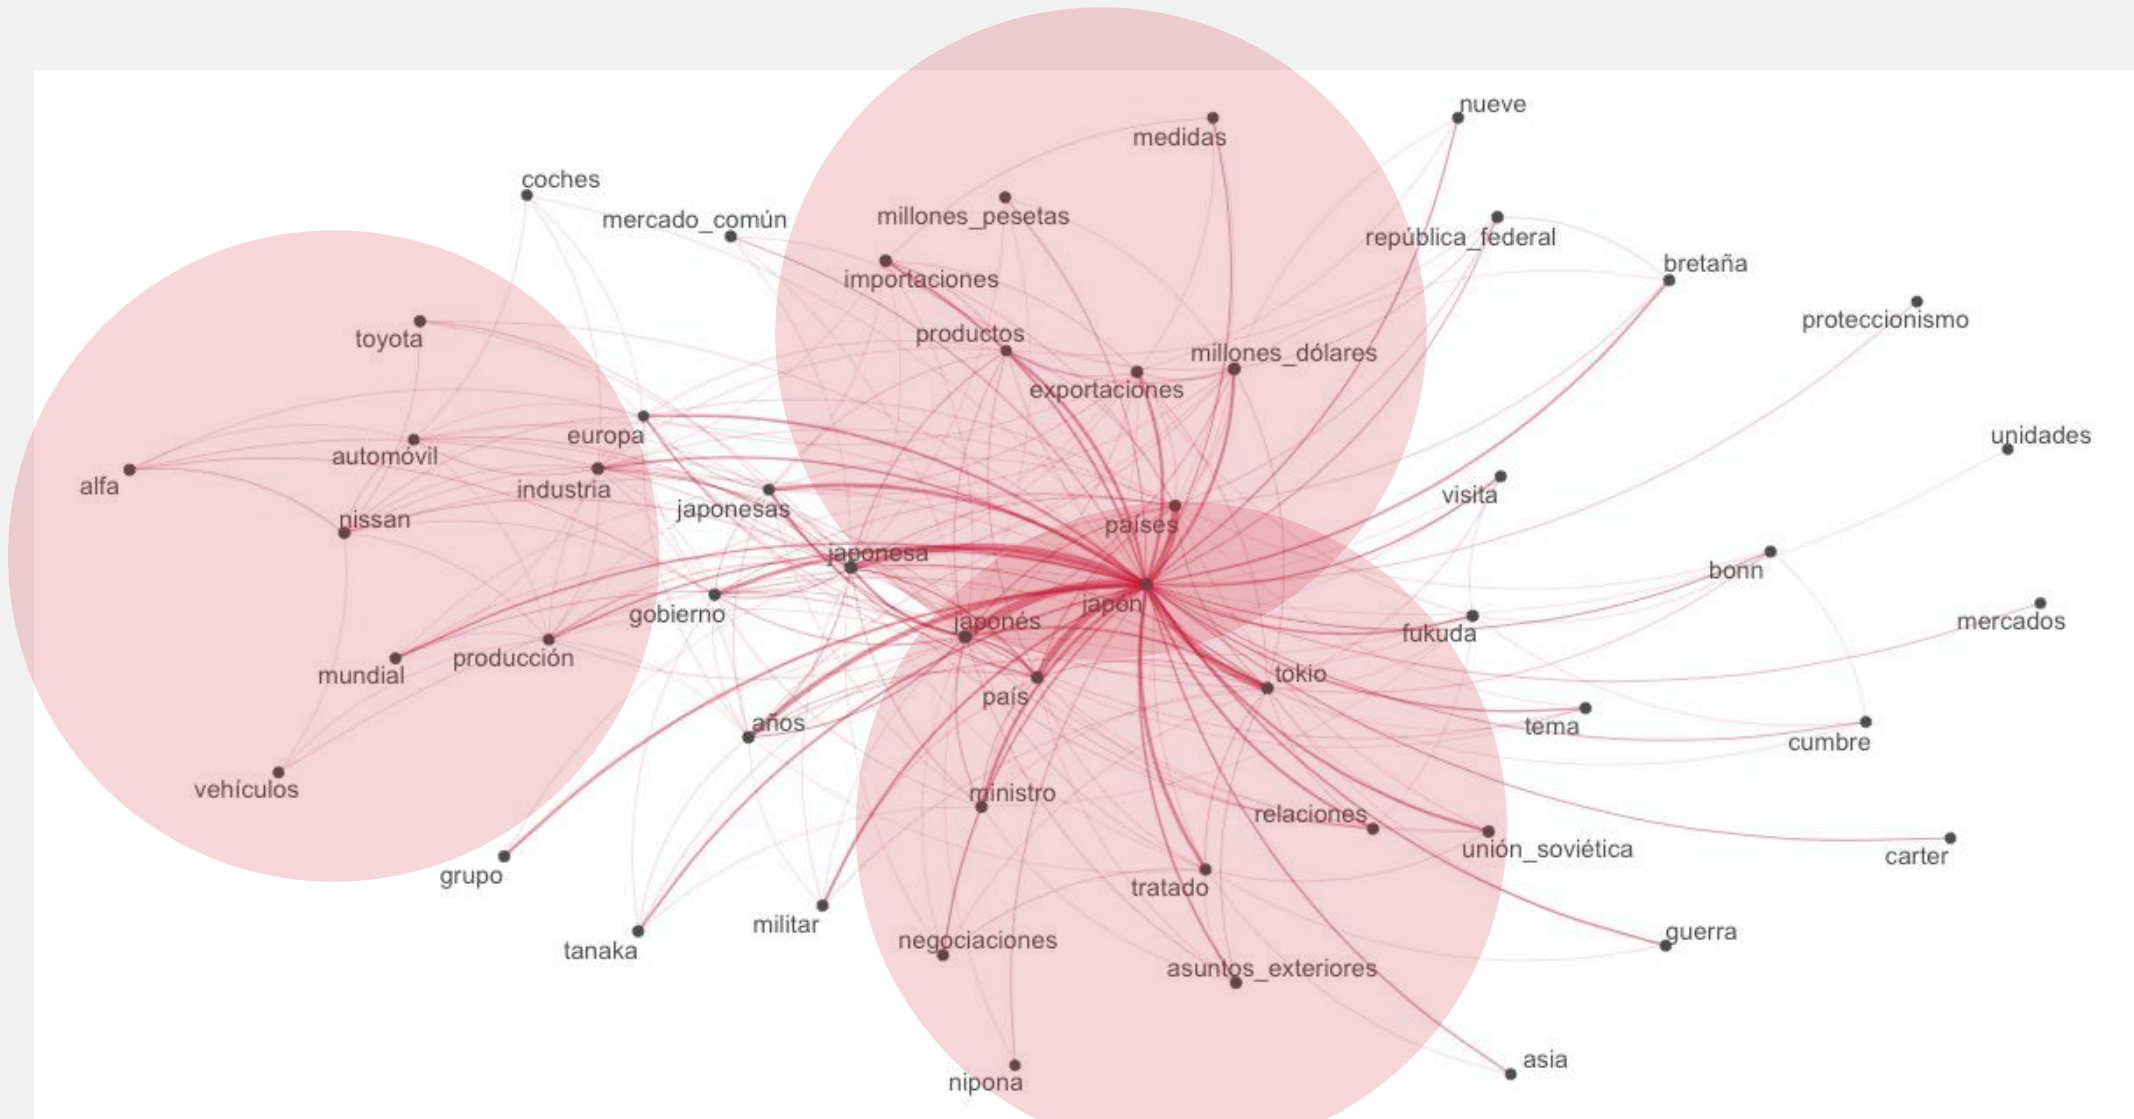 nueve
medidas
coches
mercado_común
millones_pesetas
república_federal
bretaña
importaciones
proteccionismo
toyota
productos
millones_dólares
exportaciones
europa
unidades
automóvil
alfa
industria
visita
japonesas
nissan
países
japonesa
bonn
japón
gobierno
japonés
fukuda
mercados
producción
mundial
tokio
país
años
tema
cumbre
vehículos
ministro
relaciones
unión_soviética
carter
grupo
tratado
militar
guerra
negociaciones
tanaka
asuntos_exteriores
asia
nipona